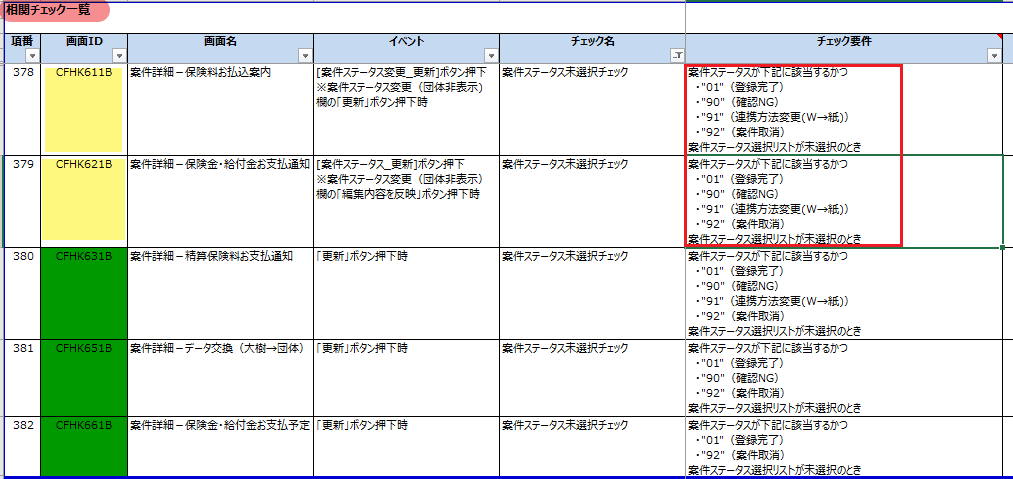 相関チェック一覧
項番 画面ID 画面名 イベント チェック名 チェック要件
378 CFHK611B 案件詳細－保険料お払込案内 [案件ステータス変更_更新]ボタン押下 案件ステータス未選択チェック 案件ステータスが下記に該当するかつ
※案件ステータス変更（団体非表示) ・"01"（登録完了）
欄の「更新」ボタン押下時 ・"90"（確認NG）
・"91"（連携方法変更(W→紙)）
・"92"（案件取消）
案件ステータス選択リストが未選択のとき
379 CFHK621B 案件詳細－保険金・給付金お支払通知 [案件ステータス_更新]ボタン押下 案件ステータス未選択チェック 案件ステータスが下記に該当するかつ
※案件ステータス変更（団体非表示） ・"01"（登録完了）
欄の「編集内容を反映」ボタン押下時 ・"90"（確認NG）
・"91"（連携方法変更(W→紙)）
・"92"（案件取消）
案件ステータス選択リストが未選択のとき
380 CFHK631B 案件詳細－精算保険料お支払通知 「更新」ボタン押下時 案件ステータス未選択チェック 案件ステータスが下記に該当するかつ
・"01"（登録完了）
・"90"（確認NG）
・"91"（連携方法変更(W→紙)）
・"92"（案件取消）
案件ステータス選択リストが未選択のとき
381 CFHK651B 案件詳細－データ交換（大樹→団体） 「更新」ボタン押下時 案件ステータス未選択チェック 案件ステータスが下記に該当するかつ
・"01"（登録完了）
・"90"（確認NG）
・"92"（案件取消）
案件ステータス選択リストが未選択のとき
382 CFHK661B 案件詳細－保険金・給付金お支払予定 「更新」ボタン押下時 案件ステータス未選択チェック 案件ステータスが下記に該当するかつ
・"01"（登録完了）
・"92"（案件取消）
案件ステータス選択リストが未選択のとき